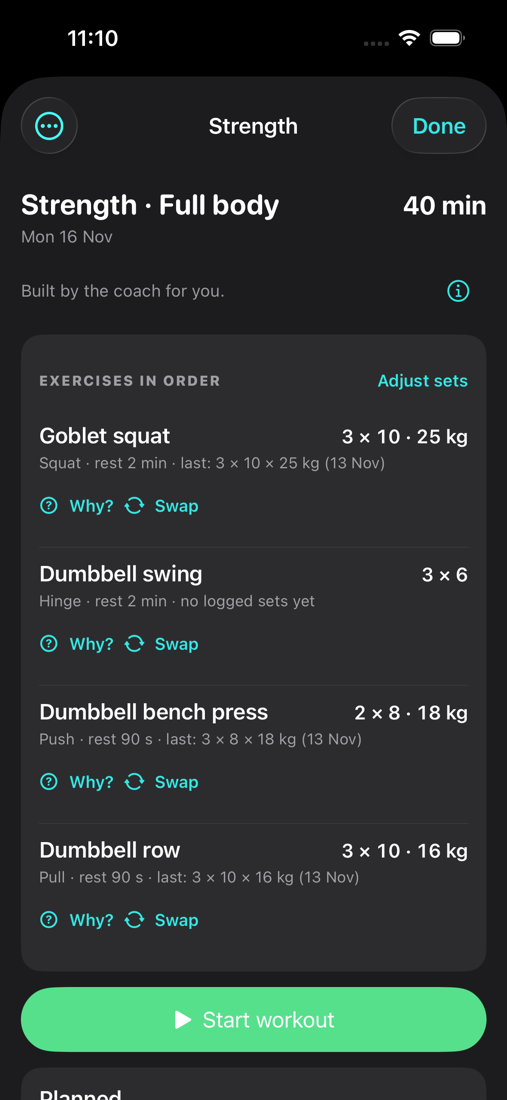 11:10
Strength
Done
Strength · Full body
40 min
Mon 16 Nov
Built by the coach for you.
EXERCISES IN ORDER
Adjust sets
Goblet squat
3 × 10 · 25 kg
Squat · rest 2 min · last: 3 × 10 × 25 kg (13 Nov)
Why? Swap
Dumbbell swing
3 × 6
Hinge · rest 2 min · no logged sets yet
Why? Swap
Dumbbell bench press
2 × 8 · 18 kg
Push · rest 90 s · last: 3 × 8 × 18 kg (13 Nov)
Why? Swap
Dumbbell row
3 × 10 · 16 kg
Pull · rest 90 s · last: 3 × 10 × 16 kg (13 Nov)
Why? Swap
Start workout
Planned